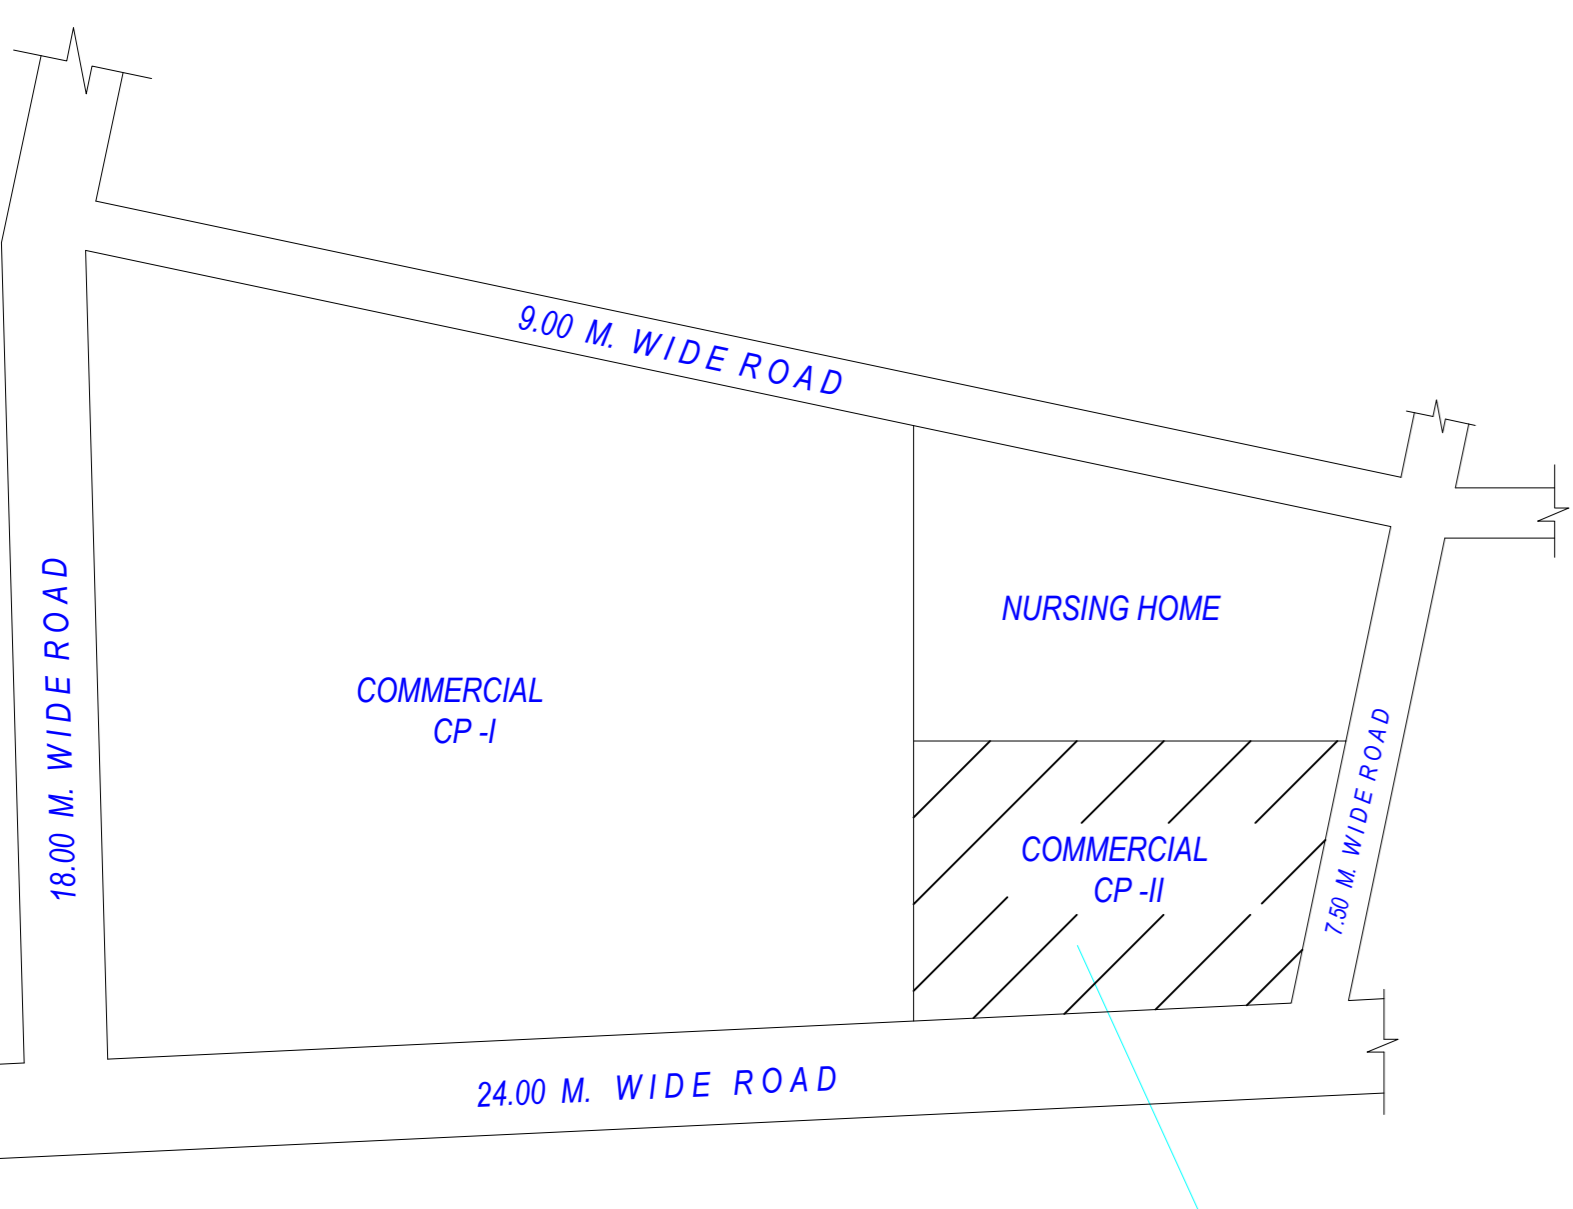 9.00 M. WIDE ROAD
NURSING HOME
COMMERCIAL
CP -I
18.00 M. WIDE ROAD
7.50 M. WIDE ROAD
COMMERCIAL
CP -II
24.00 M. WIDE ROAD